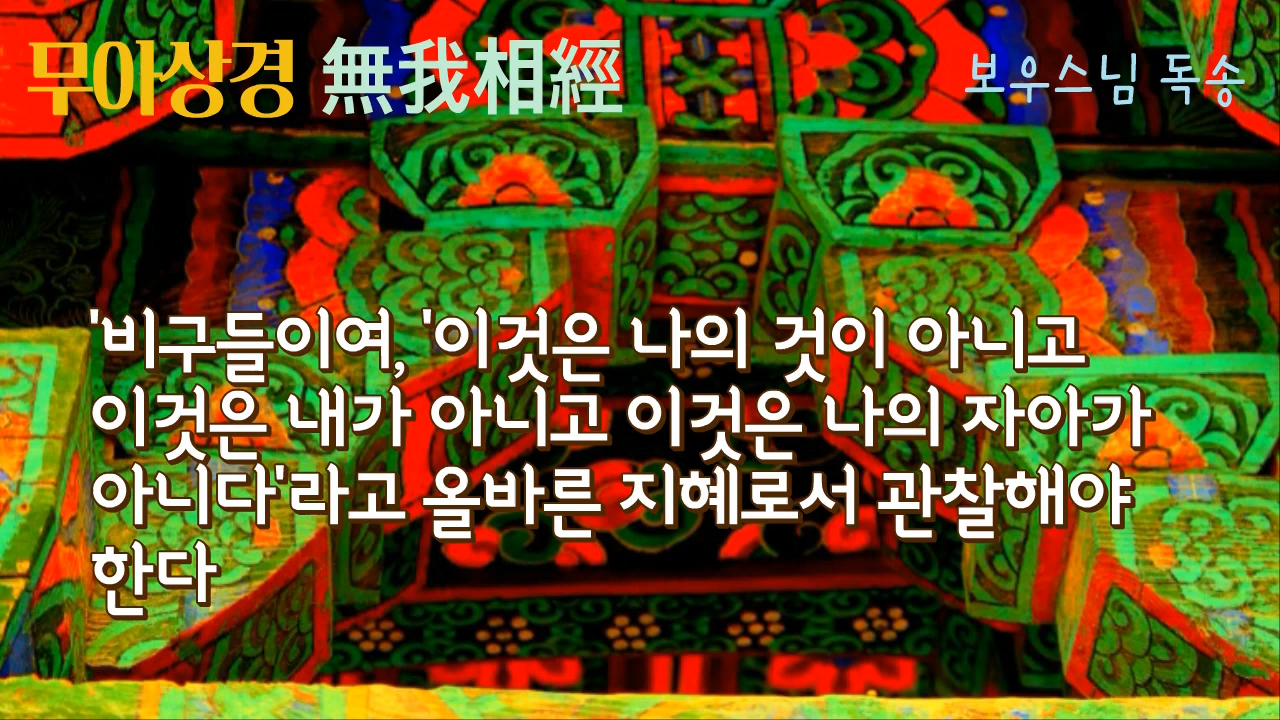 무아상경 無我相經
보우스님 독송
'비구들이여, '이것은 나의 것이 아니고
이것은 내가 아니고 이것은 나의 자아가
아니다'라고 올바른 지혜로서 관찰해야
한다